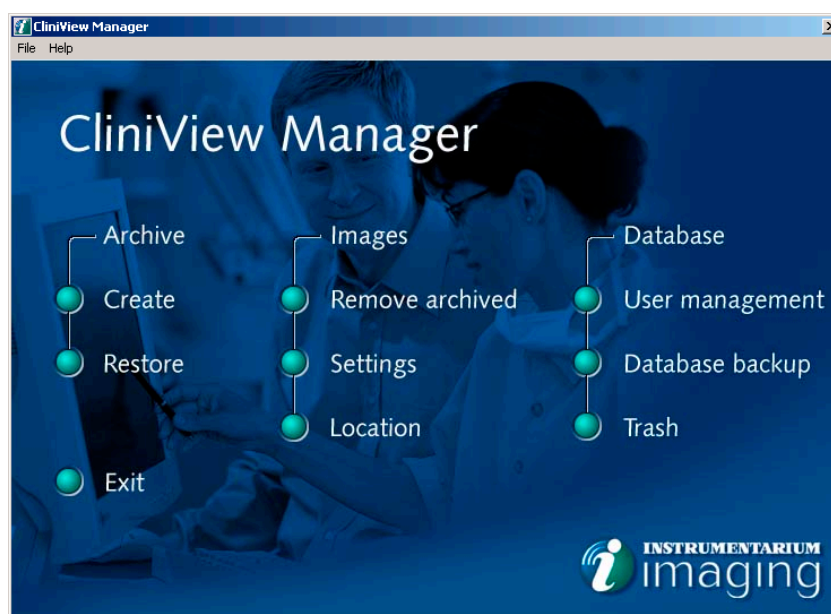 CliniView Manager
File Help
CliniView Manager
Archive
Create
Restore
Images
Remove archived
Settings
Location
Database
User management
Database backup
Trash
Exit
INSTRUMENTARIUM
imaging